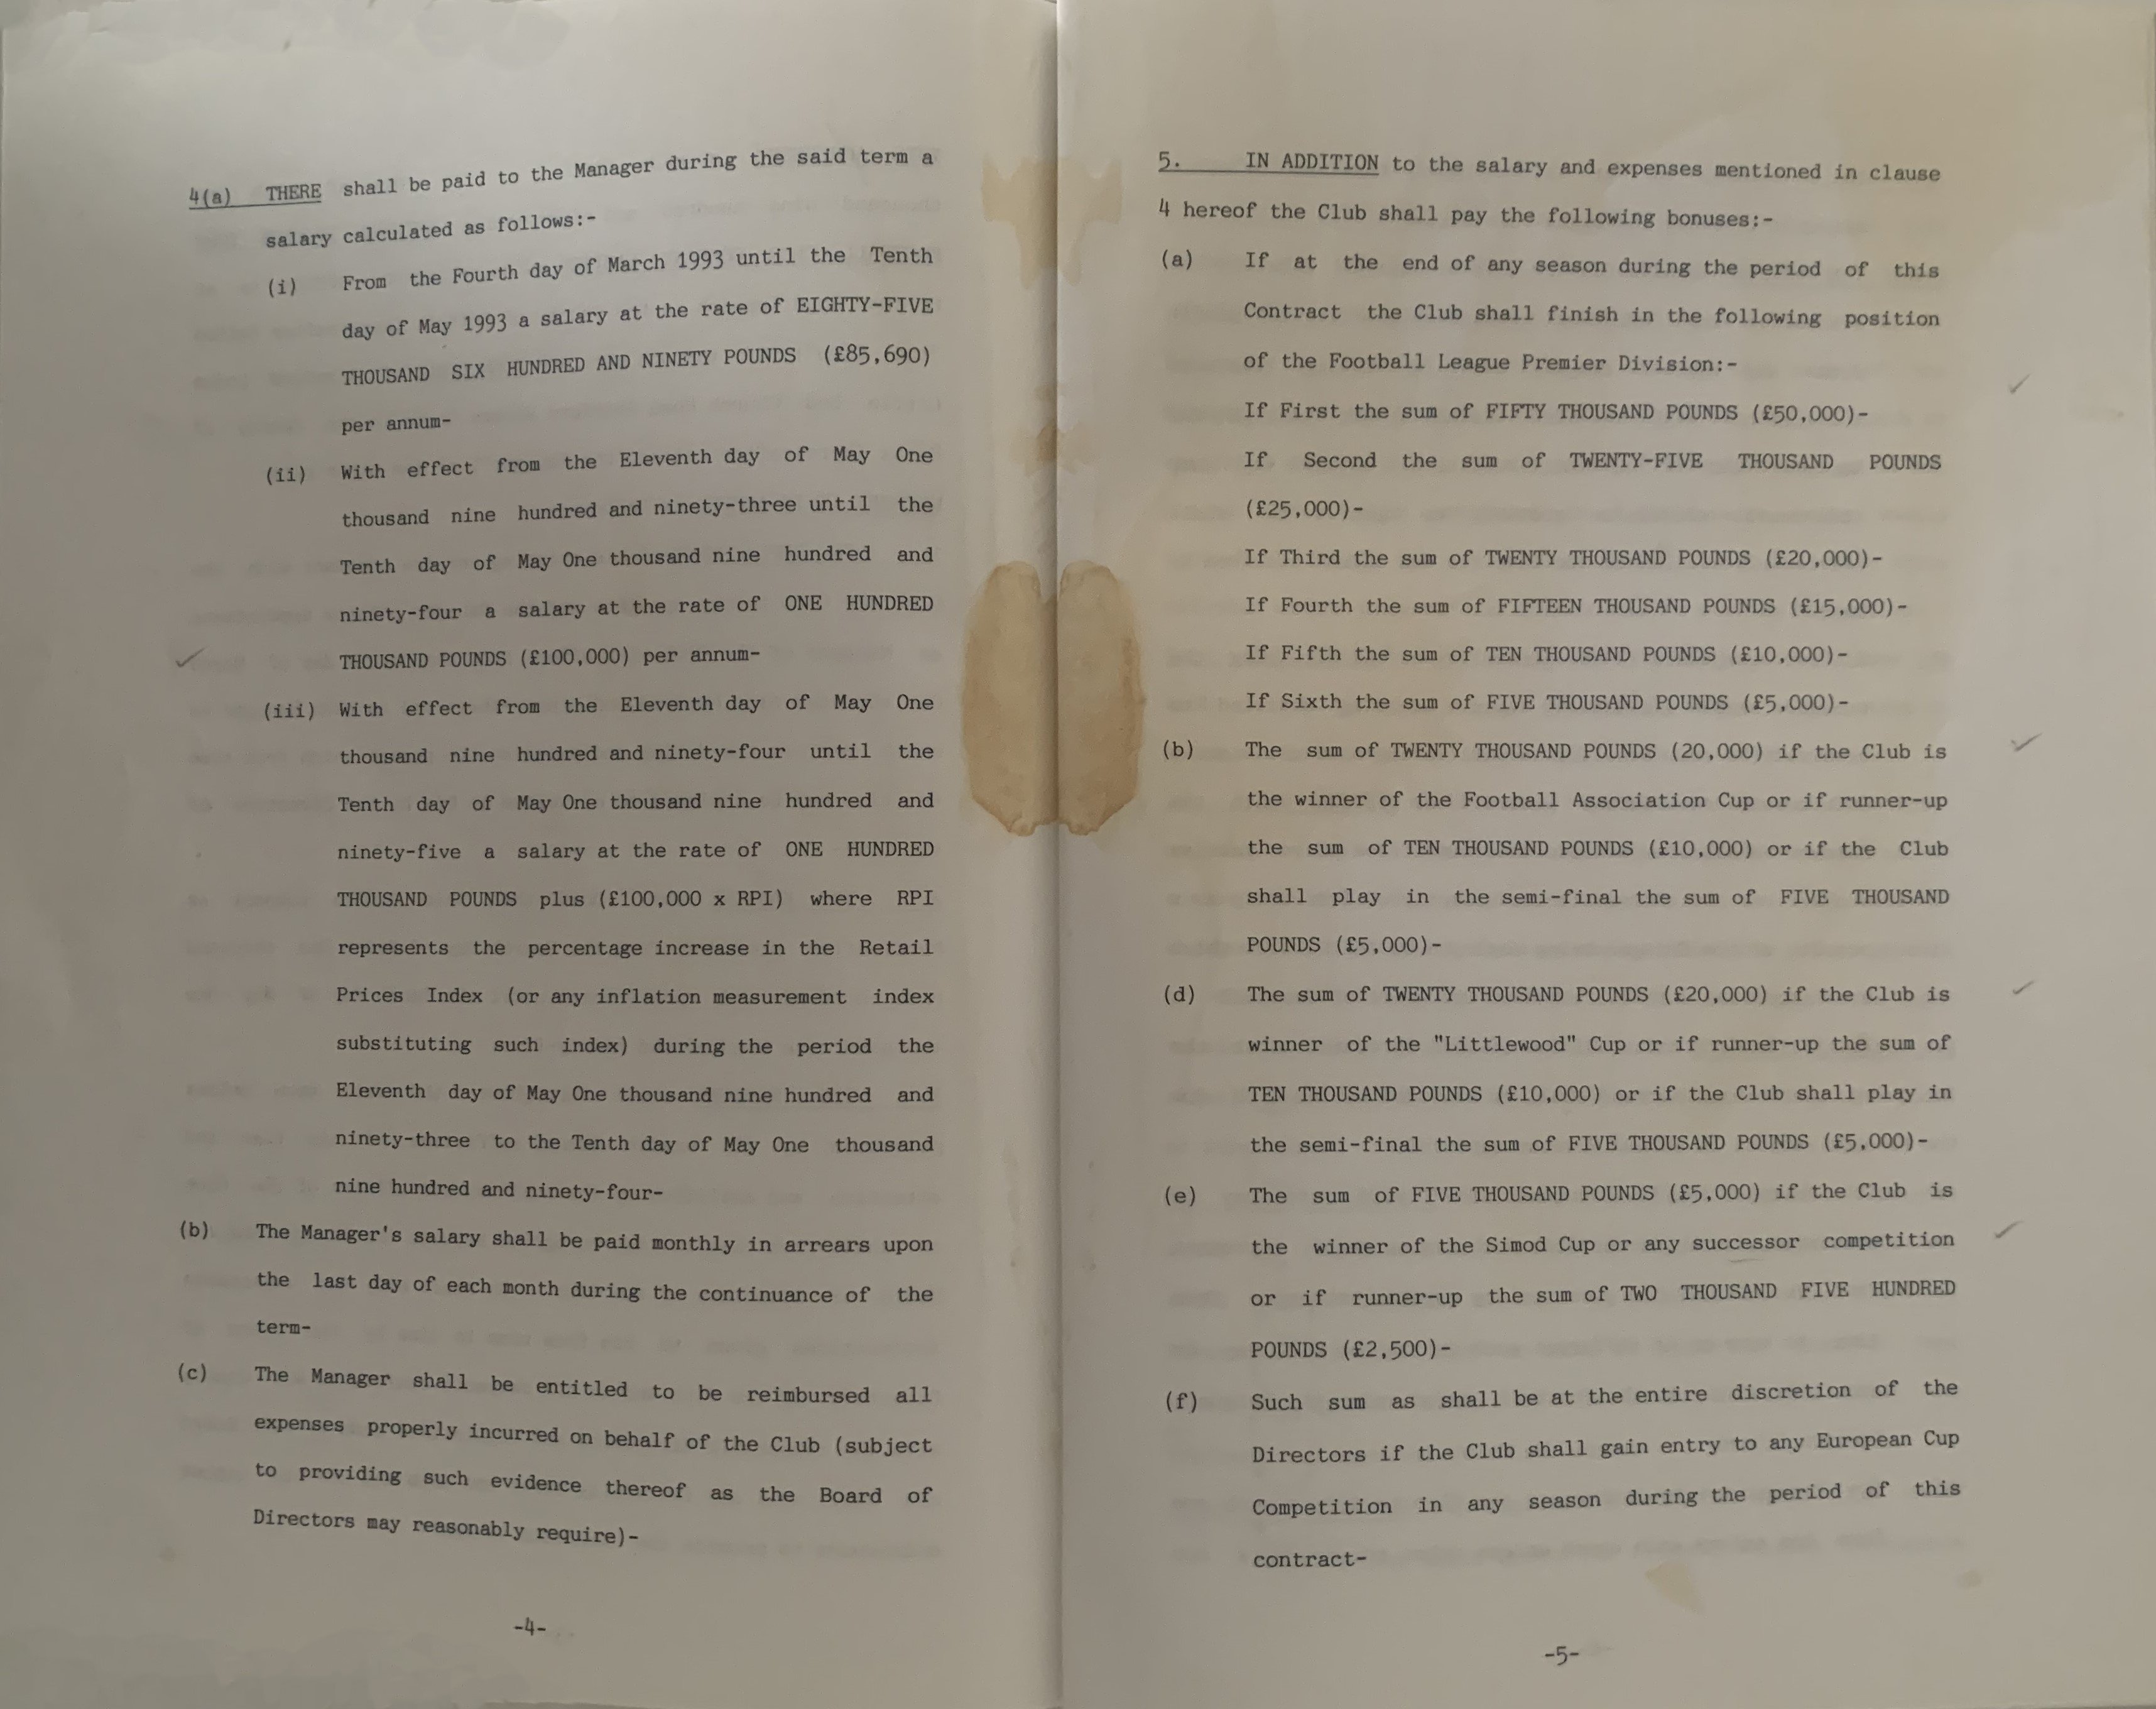 4(a) THERE shall be paid to the Manager during the said term a
salary calculated as follows:-
(i) From the Fourth day of March 1993 until the Tenth
day of May 1993 a salary at the rate of EIGHTY-FIVE
THOUSAND SIX HUNDRED AND NINETY POUNDS (£85,690)
per annum-
(ii) With effect from the Eleventh day of May One
thousand nine hundred and ninety-three until the
Tenth day of May One thousand nine hundred and
ninety-four a salary at the rate of ONE HUNDRED
THOUSAND POUNDS (£100,000) per annum-
(iii) With effect from the Eleventh day of May One
thousand nine hundred and ninety-four until the
Tenth day of May One thousand nine hundred and
ninety-five a salary at the rate of ONE HUNDRED
THOUSAND POUNDS plus (£100,000 x RPI) where RPI
represents the percentage increase in the Retail
Prices Index (or any inflation measurement index
substituting such index) during the period the
Eleventh day of May One thousand nine hundred and
ninety-three to the Tenth day of May One thousand
nine hundred and ninety-four-
(b) The Manager's salary shall be paid monthly in arrears upon
the last day of each month during the continuance of the
term-
(c) The Manager shall be entitled to be reimbursed all
expenses properly incurred on behalf of the Club (subject
to providing such evidence thereof as the Board of
Directors may reasonably require)-
-4-
5. IN ADDITION to the salary and expenses mentioned in clause
4 hereof the Club shall pay the following bonuses:-
(a) If at the end of any season during the period of this
Contract the Club shall finish in the following position
of the Football League Premier Division:-
If First the sum of FIFTY THOUSAND POUNDS (£50,000)-
If Second the sum of TWENTY-FIVE THOUSAND POUNDS
(£25,000)-
If Third the sum of TWENTY THOUSAND POUNDS (£20,000)-
If Fourth the sum of FIFTEEN THOUSAND POUNDS (£15,000)-
If Fifth the sum of TEN THOUSAND POUNDS (£10,000)-
If Sixth the sum of FIVE THOUSAND POUNDS (£5,000)-
(b) The sum of TWENTY THOUSAND POUNDS (20,000) if the Club is
the winner of the Football Association Cup or if runner-up
the sum of TEN THOUSAND POUNDS (£10,000) or if the Club
shall play in the semi-final the sum of FIVE THOUSAND
POUNDS (£5,000)-
(d) The sum of TWENTY THOUSAND POUNDS (£20,000) if the Club is
winner of the "Littlewood" Cup or if runner-up the sum of
TEN THOUSAND POUNDS (£10,000) or if the Club shall play in
the semi-final the sum of FIVE THOUSAND POUNDS (£5,000)-
(e) The sum of FIVE THOUSAND POUNDS (£5,000) if the Club is
the winner of the Simod Cup or any successor competition
or if runner-up the sum of TWO THOUSAND FIVE HUNDRED
POUNDS (£2,500)-
(f) Such sum as shall be at the entire discretion of the
Directors if the Club shall gain entry to any European Cup
Competition in any season during the period of this
contract-
-5-